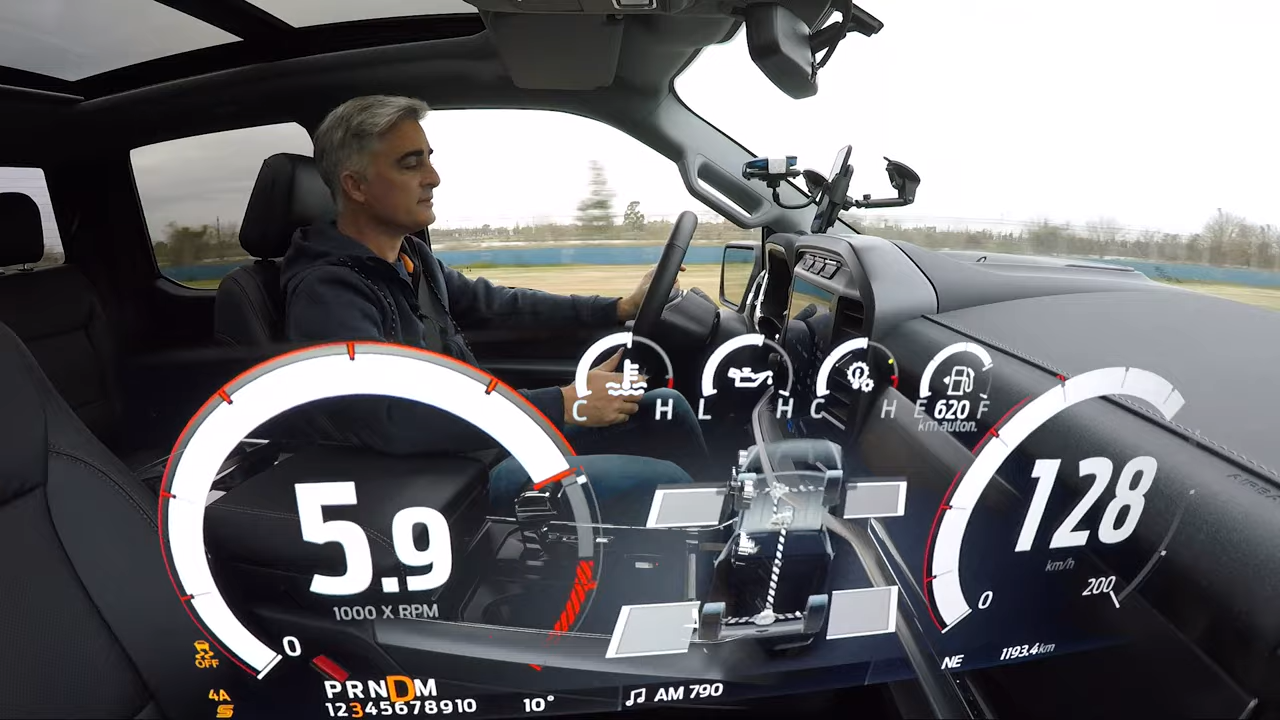 C H L H C H E 620 F
km auton.
5.9
1000 X RPM
0
128
km/h
0
200
OFF
4A
S
PRNDM
12345678910
10°
AM 790
NE
1193.4km